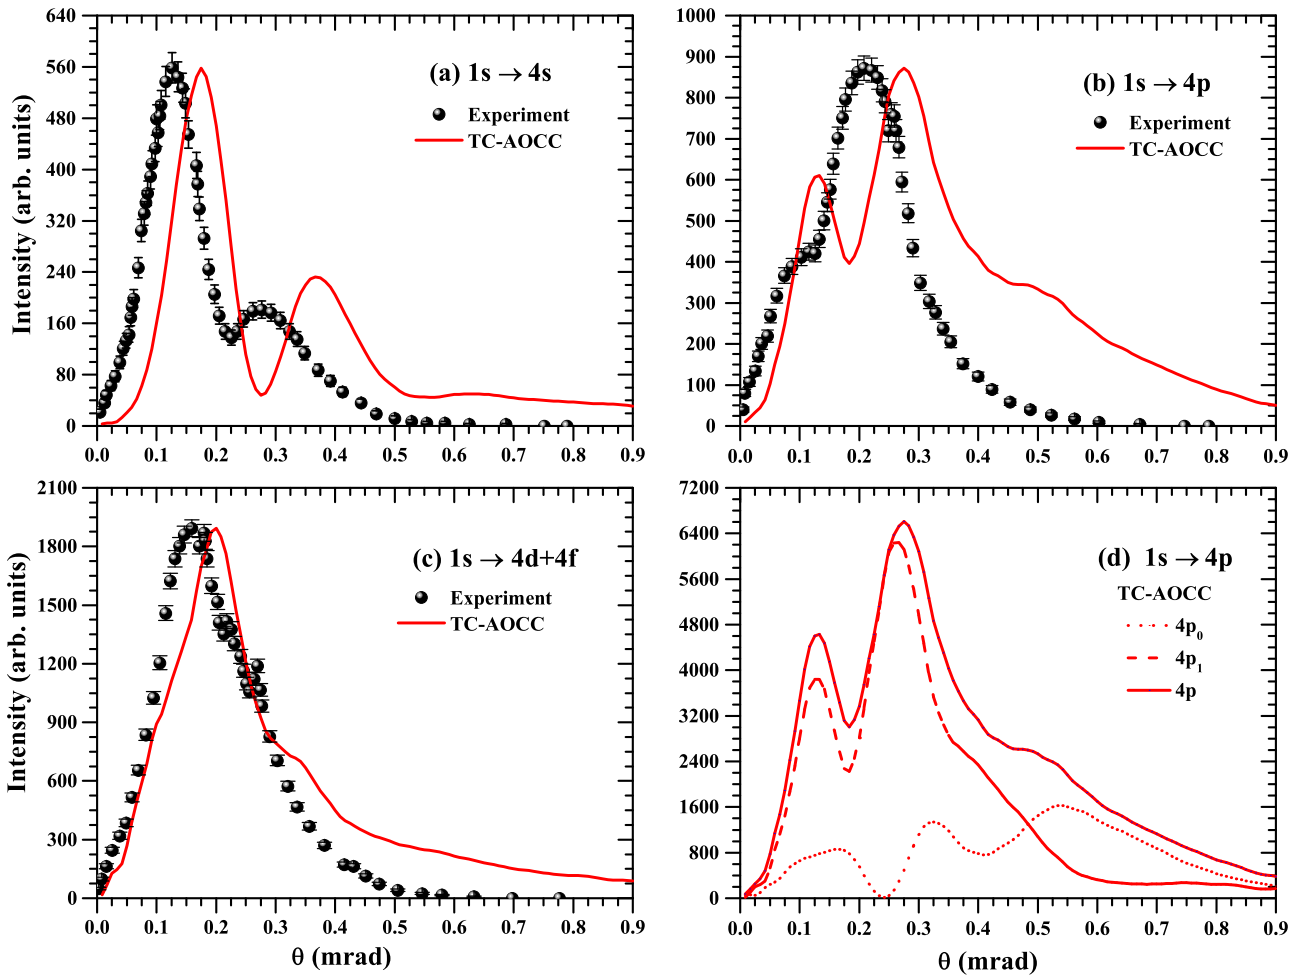 640
560
480
400
320
240
160
80
0
Intensity (arb. units)
(a) 1s → 4s
Experiment
TC-AOCC
0.0 0.1 0.2 0.3 0.4 0.5 0.6 0.7 0.8 0.9
1000
900
800
700
600
500
400
300
200
100
0
(b) 1s → 4p
Experiment
TC-AOCC
0.0 0.1 0.2 0.3 0.4 0.5 0.6 0.7 0.8 0.9
2100
1800
1500
1200
900
600
300
0
Intensity (arb. units)
(c) 1s → 4d+4f
Experiment
TC-AOCC
0.0 0.1 0.2 0.3 0.4 0.5 0.6 0.7 0.8 0.9
θ (mrad)
7200
6400
5600
4800
4000
3200
2400
1600
800
0
(d) 1s → 4p
TC-AOCC
4p₀
4p₁
4p
0.0 0.1 0.2 0.3 0.4 0.5 0.6 0.7 0.8 0.9
θ (mrad)